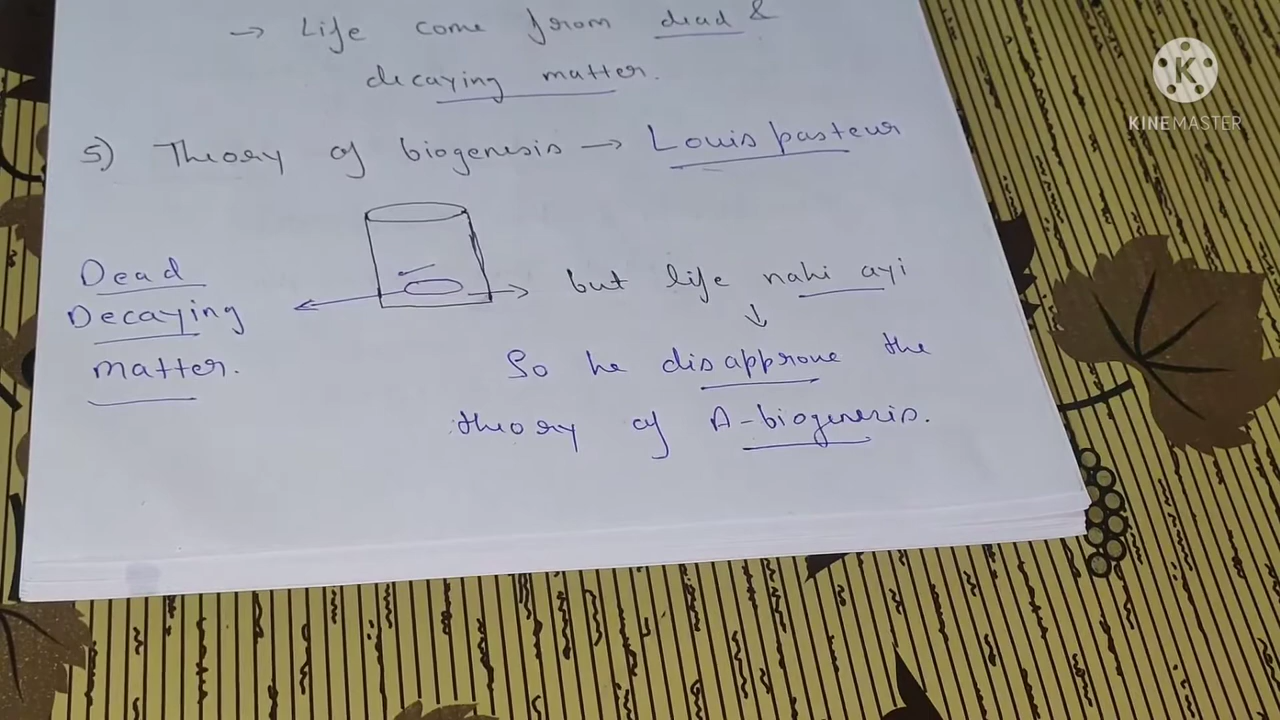 → Life come from dead &
decaying matter.
5) Theory of biogenesis → Louis pasteur
Dead
Decaying
matter.
but life nahi ayi
So he disapprove the
theory of A-biogenesis.
K
KINEMASTER